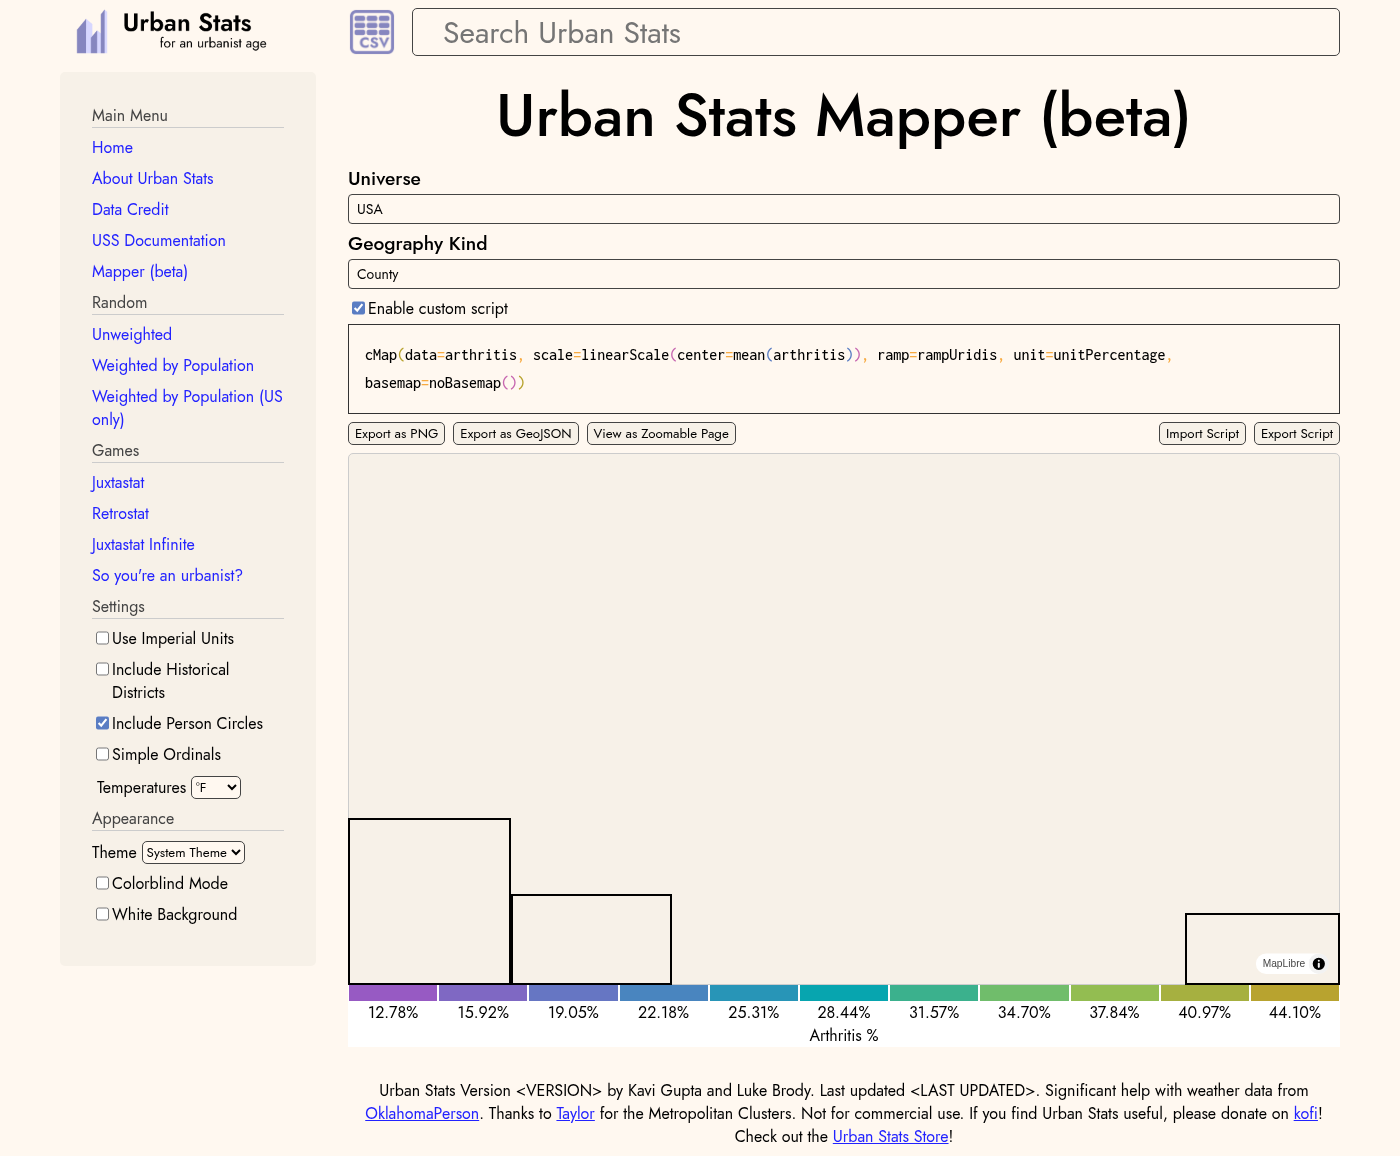 Urban Stats
for an urbanist age
CSV
Search Urban Stats
Main Menu
Home
About Urban Stats
Data Credit
USS Documentation
Mapper (beta)
Random
Unweighted
Weighted by Population
Weighted by Population (US
only)
Games
Juxtastat
Retrostat
Juxtastat Infinite
So you're an urbanist?
Settings
Use Imperial Units
Include Historical
Districts
Include Person Circles
Simple Ordinals
Temperatures °F
Appearance
Theme System Theme
Colorblind Mode
White Background
Urban Stats Mapper (beta)
Universe
USA
Geography Kind
County
Enable custom script
cMap(data=arthritis, scale=linearScale(center=mean(arthritis)), ramp=rampUridis, unit=unitPercentage,
basemap=noBasemap())
Export as PNG Export as GeoJSON View as Zoomable Page Import Script Export Script
MapLibre
12.78% 15.92% 19.05% 22.18% 25.31% 28.44% 31.57% 34.70% 37.84% 40.97% 44.10%
Arthritis %
Urban Stats Version <VERSION> by Kavi Gupta and Luke Brody. Last updated <LAST UPDATED>. Significant help with weather data from
OklahomaPerson. Thanks to Taylor for the Metropolitan Clusters. Not for commercial use. If you find Urban Stats useful, please donate on kofi!
Check out the Urban Stats Store!